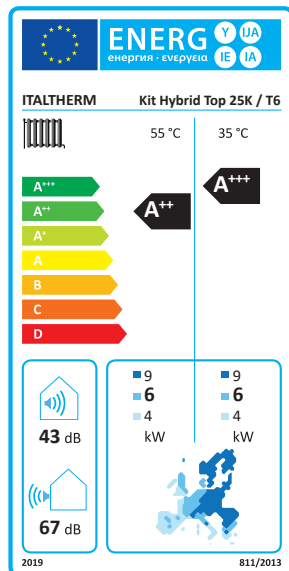 ENERG Y IJA
енергия · ενεργεια IE IA
ITALTHERM Kit Hybrid Top 25K / T6
55 °C 35 °C
A+++
A++
A+
A
B
C
D
A++
A+++
43 dB
67 dB
9 9
6 6
4 4
kW kW
2019 811/2013